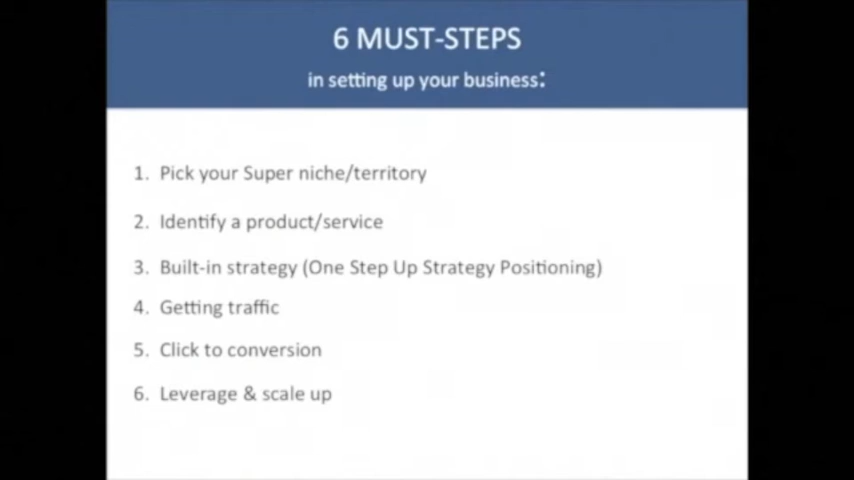 6 MUST-STEPS
in setting up your business:
1. Pick your Super niche/territory
2. Identify a product/service
3. Built-in strategy (One Step Up Strategy Positioning)
4. Getting traffic
5. Click to conversion
6. Leverage & scale up